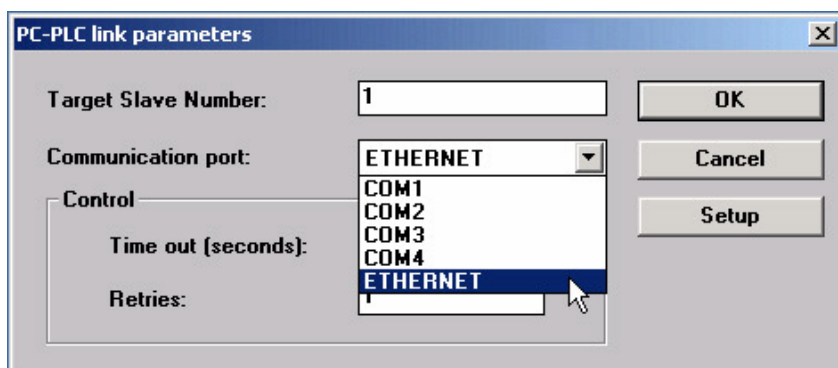 PC-PLC link parameters
Target Slave Number:
1
OK
Communication port:
ETHERNET
Cancel
COM1
COM2
COM3
COM4
ETHERNET
Control
Setup
Time out (seconds):
Retries: